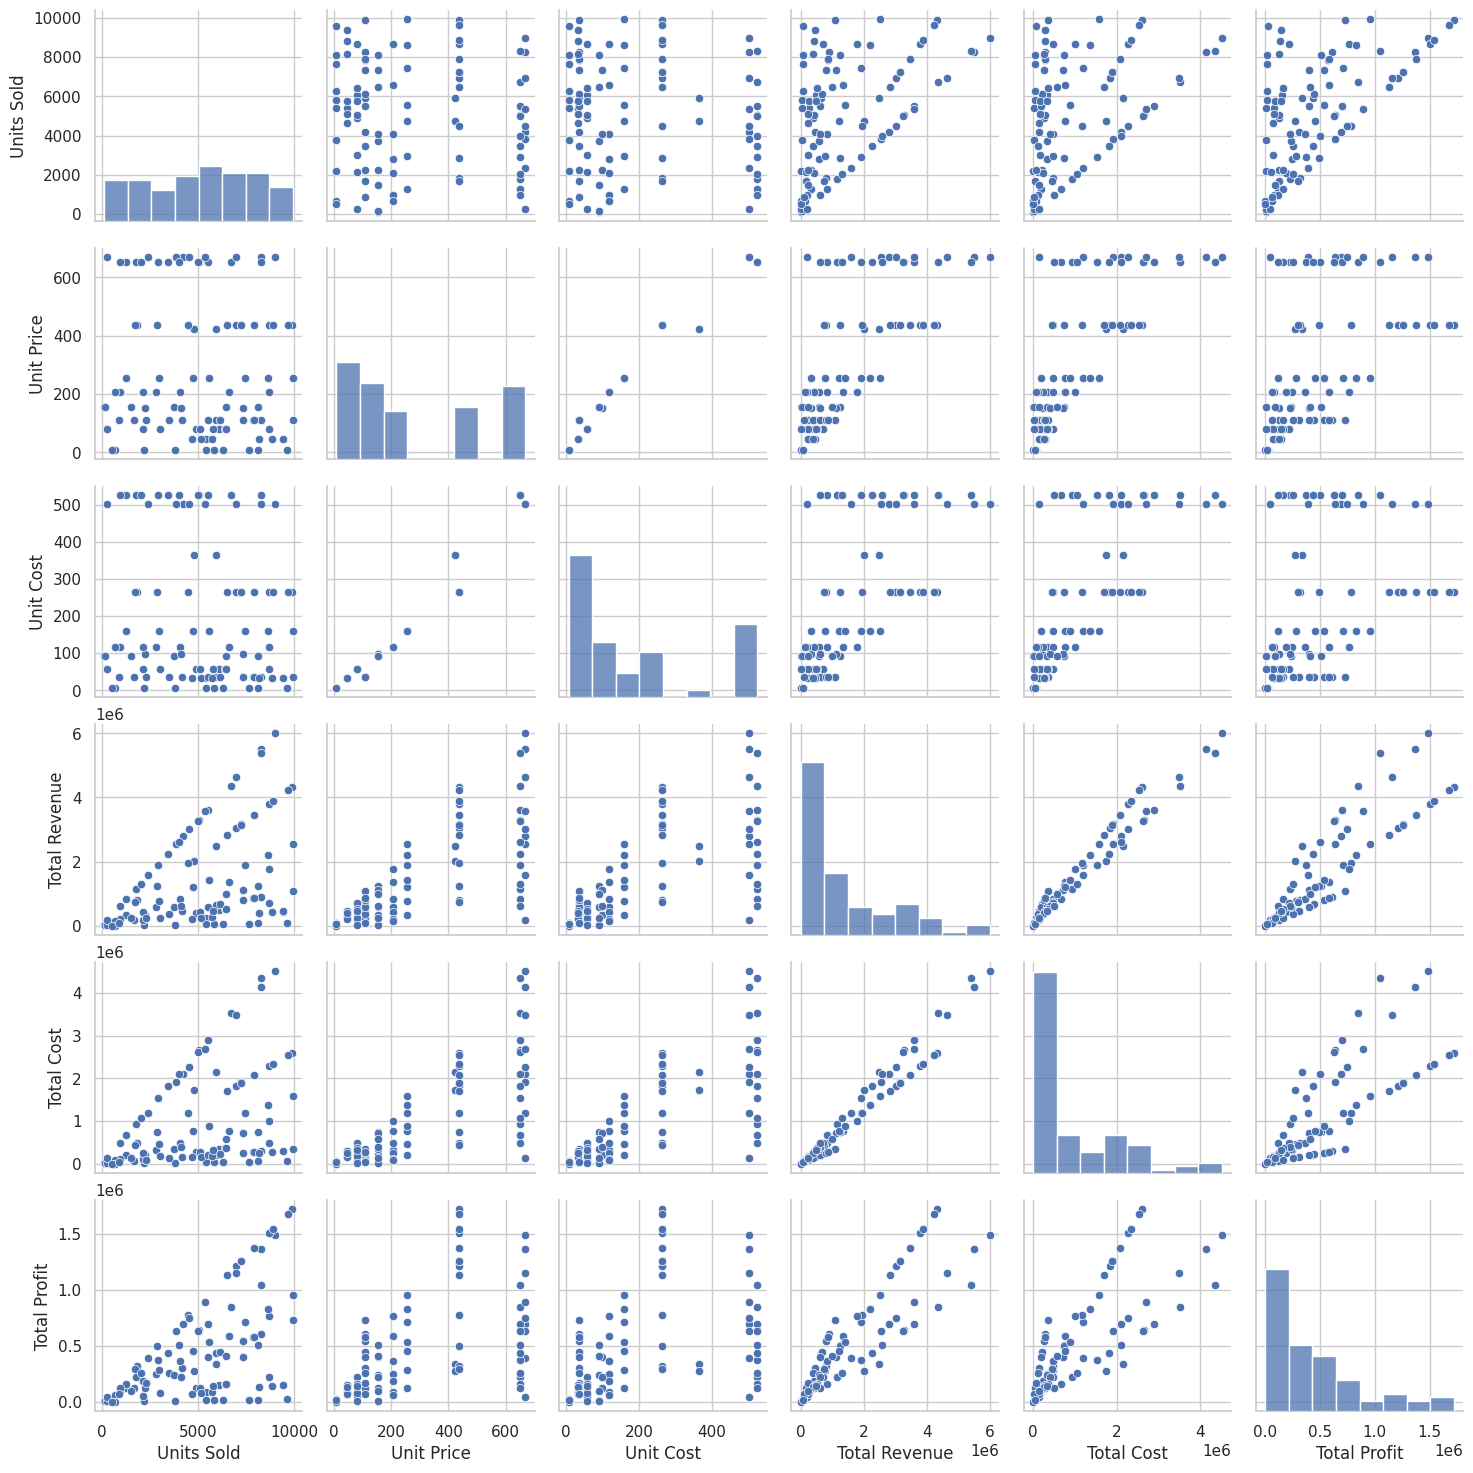 10000
8000
6000
4000
2000
0
Units Sold
600
400
200
0
Unit Price
500
400
300
200
100
0
Unit Cost
1e6
6
4
2
0
Total Revenue
1e6
4
3
2
1
0
Total Cost
1e6
1.5
1.0
0.5
0.0
Total Profit
0 5000 10000
Units Sold
0 200 400 600
Unit Price
0 200 400
Unit Cost
0 2 4 6
Total Revenue 1e6
0 2 4
Total Cost 1e6
0.0 0.5 1.0 1.5
Total Profit 1e6